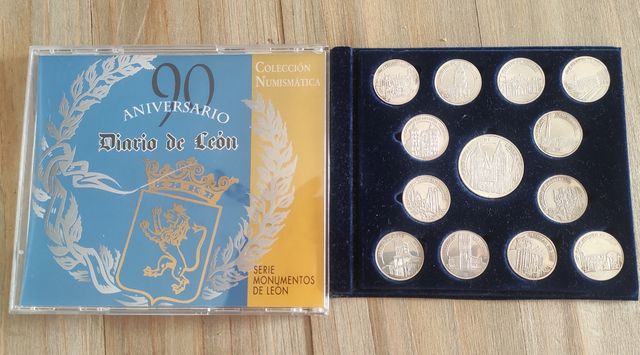 90
ANIVERSARIO
Diario de León
COLECCIÓN
NUMISMÁTICA
SERIE
MONUMENTOS
DE LEÓN